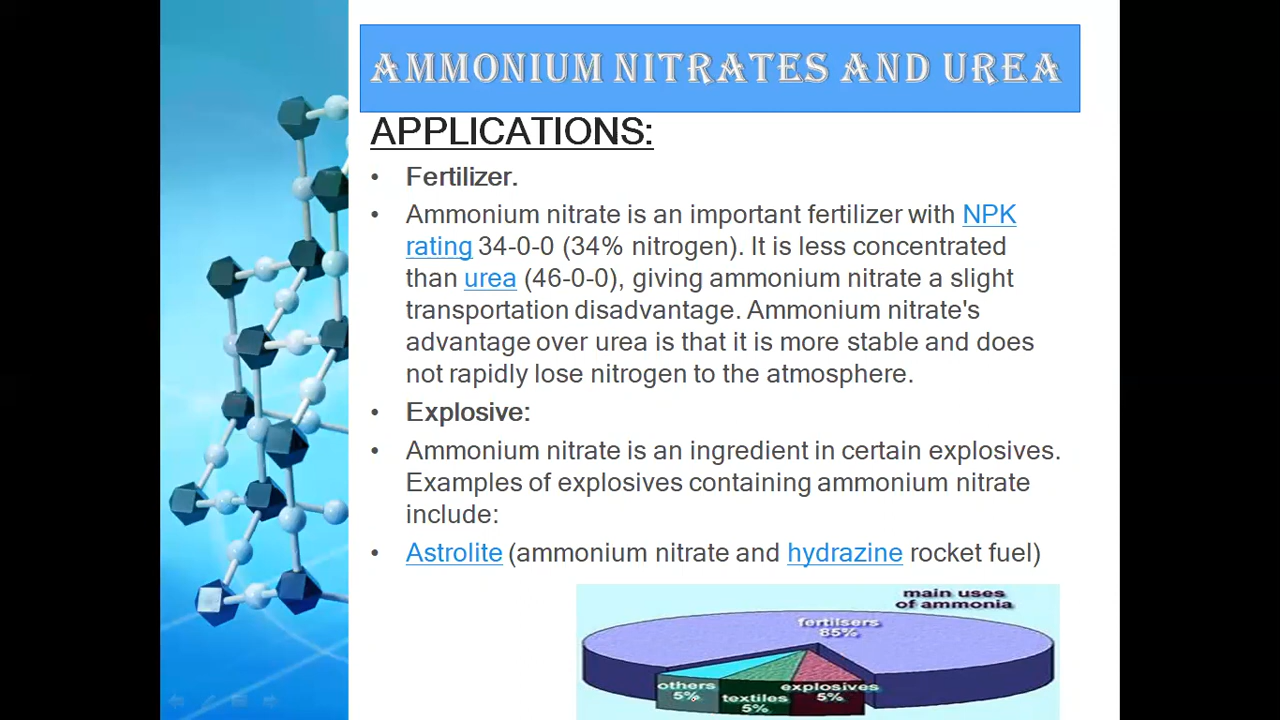 AMMONIUM NITRATES AND UREA
APPLICATIONS:
• Fertilizer.
• Ammonium nitrate is an important fertilizer with NPK
rating 34-0-0 (34% nitrogen). It is less concentrated
than urea (46-0-0), giving ammonium nitrate a slight
transportation disadvantage. Ammonium nitrate's
advantage over urea is that it is more stable and does
not rapidly lose nitrogen to the atmosphere.
• Explosive:
• Ammonium nitrate is an ingredient in certain explosives.
Examples of explosives containing ammonium nitrate
include:
• Astrolite (ammonium nitrate and hydrazine rocket fuel)
main uses
of ammonia
fertilsers
85%
others
5%
textiles
5%
explosives
5%